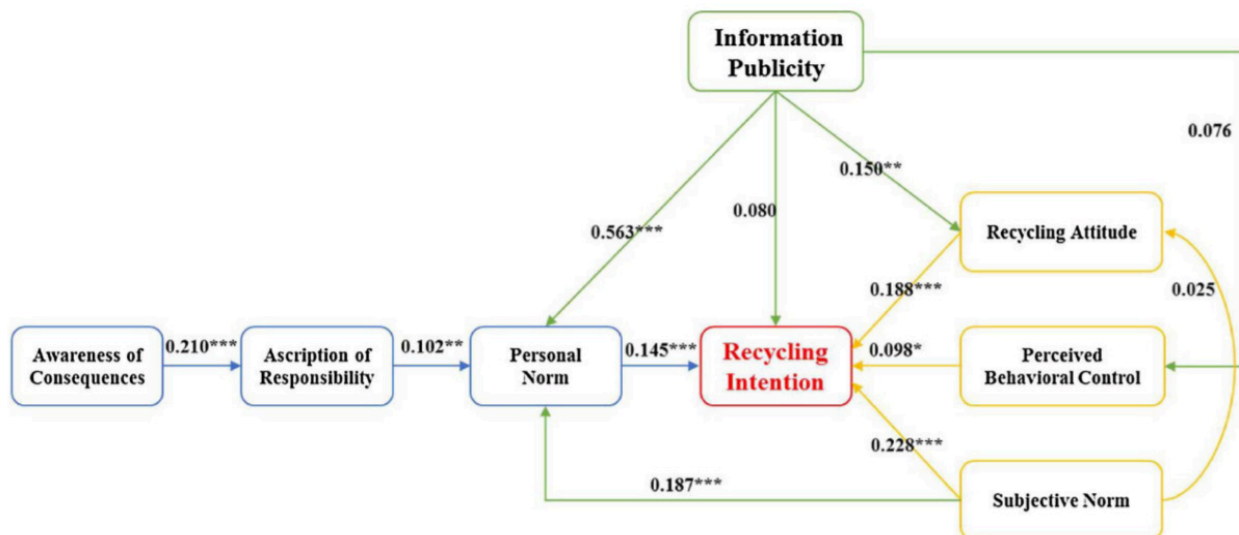 Information
Publicity
0.076
0.150**
0.080
0.563***
Recycling Attitude
0.188***
0.025
Awareness of
Consequences
0.210***
Ascription of
Responsibility
0.102**
Personal
Norm
0.145***
Recycling
Intention
0.098*
Perceived
Behavioral Control
0.228***
0.187***
Subjective Norm